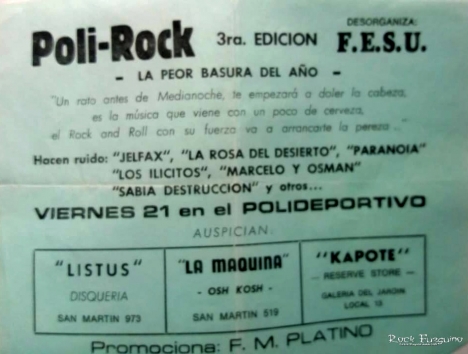 Poli-Rock 3ra. EDICION DESORGANIZA: F.E.S.U.
- LA PEOR BASURA DEL AÑO -
"Un rato antes de Medianoche, te empezará a doler la cabeza,
es la música que viene con un poco de cerveza,
el Rock and Roll con su fuerza va a arrancarte la pereza...
Hacen ruido: "JELFAX", "LA ROSA DEL DESIERTO", "PARANOIA"
"LOS ILICITOS", "MARCELO Y OSMAN"
"SABIA DESTRUCCION" y otros...
VIERNES 21 en el POLIDEPORTIVO
AUSPICIAN:
"LISTUS"
DISQUERIA
SAN MARTIN 973
"LA MAQUINA"
- OSH KOSH -
SAN MARTIN 519
"KAPOTE"
- RESERVE STORE -
GALERIA DEL JARDIN
LOCAL 13
Promociona: F. M. PLATINO
Rock Fueguino